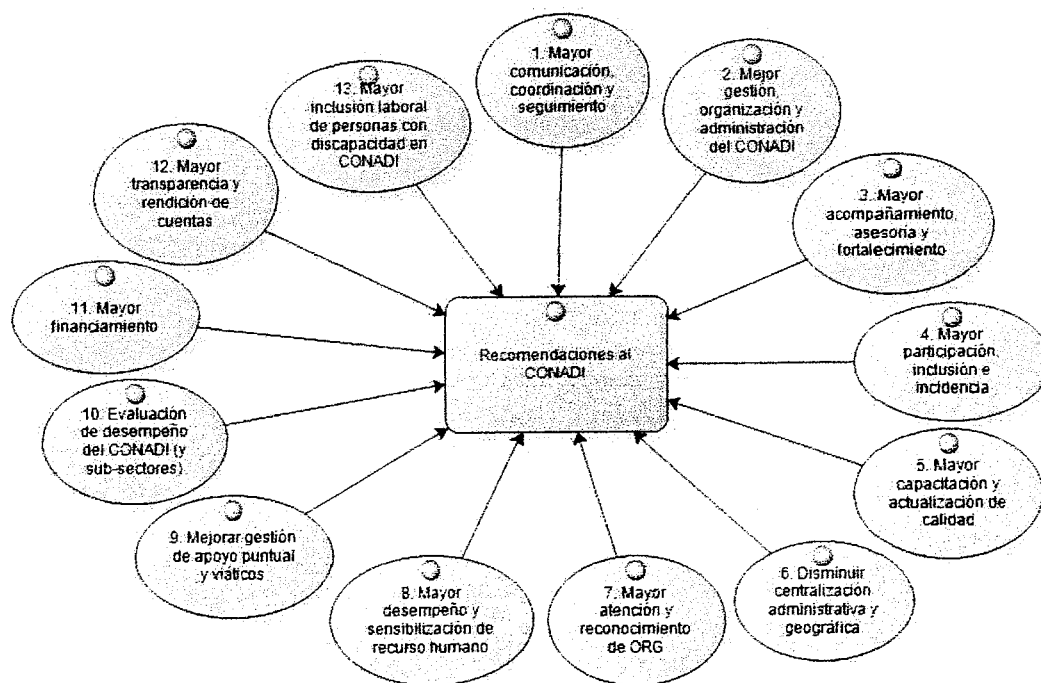 1. Mayor
comunicación,
coordinación y
seguimiento
2. Mejor
gestión,
organización y
administración
del CONADI
3. Mayor
acompañamiento,
asesoría y
fortalecimiento
4. Mayor
participación,
inclusión e
incidencia
5. Mayor
capacitación y
actualización de
calidad
6. Disminuir
centralización
administrativa y
geográfica.
7. Mayor
atención y
reconocimiento
de ORG
8. Mayor
desempeño y
sensibilización de
recurso humano
9. Mejorar gestión
de apoyo puntual
y viáticos
10. Evaluación
de desempeño
del CONADI (y
sub-sectores)
11. Mayor
financiamiento
12. Mayor
transparencia y
rendición de
cuentas
13. Mayor
inclusión laboral
de personas con
discapacidad en
CONADI
Recomendaciones al
CONADI